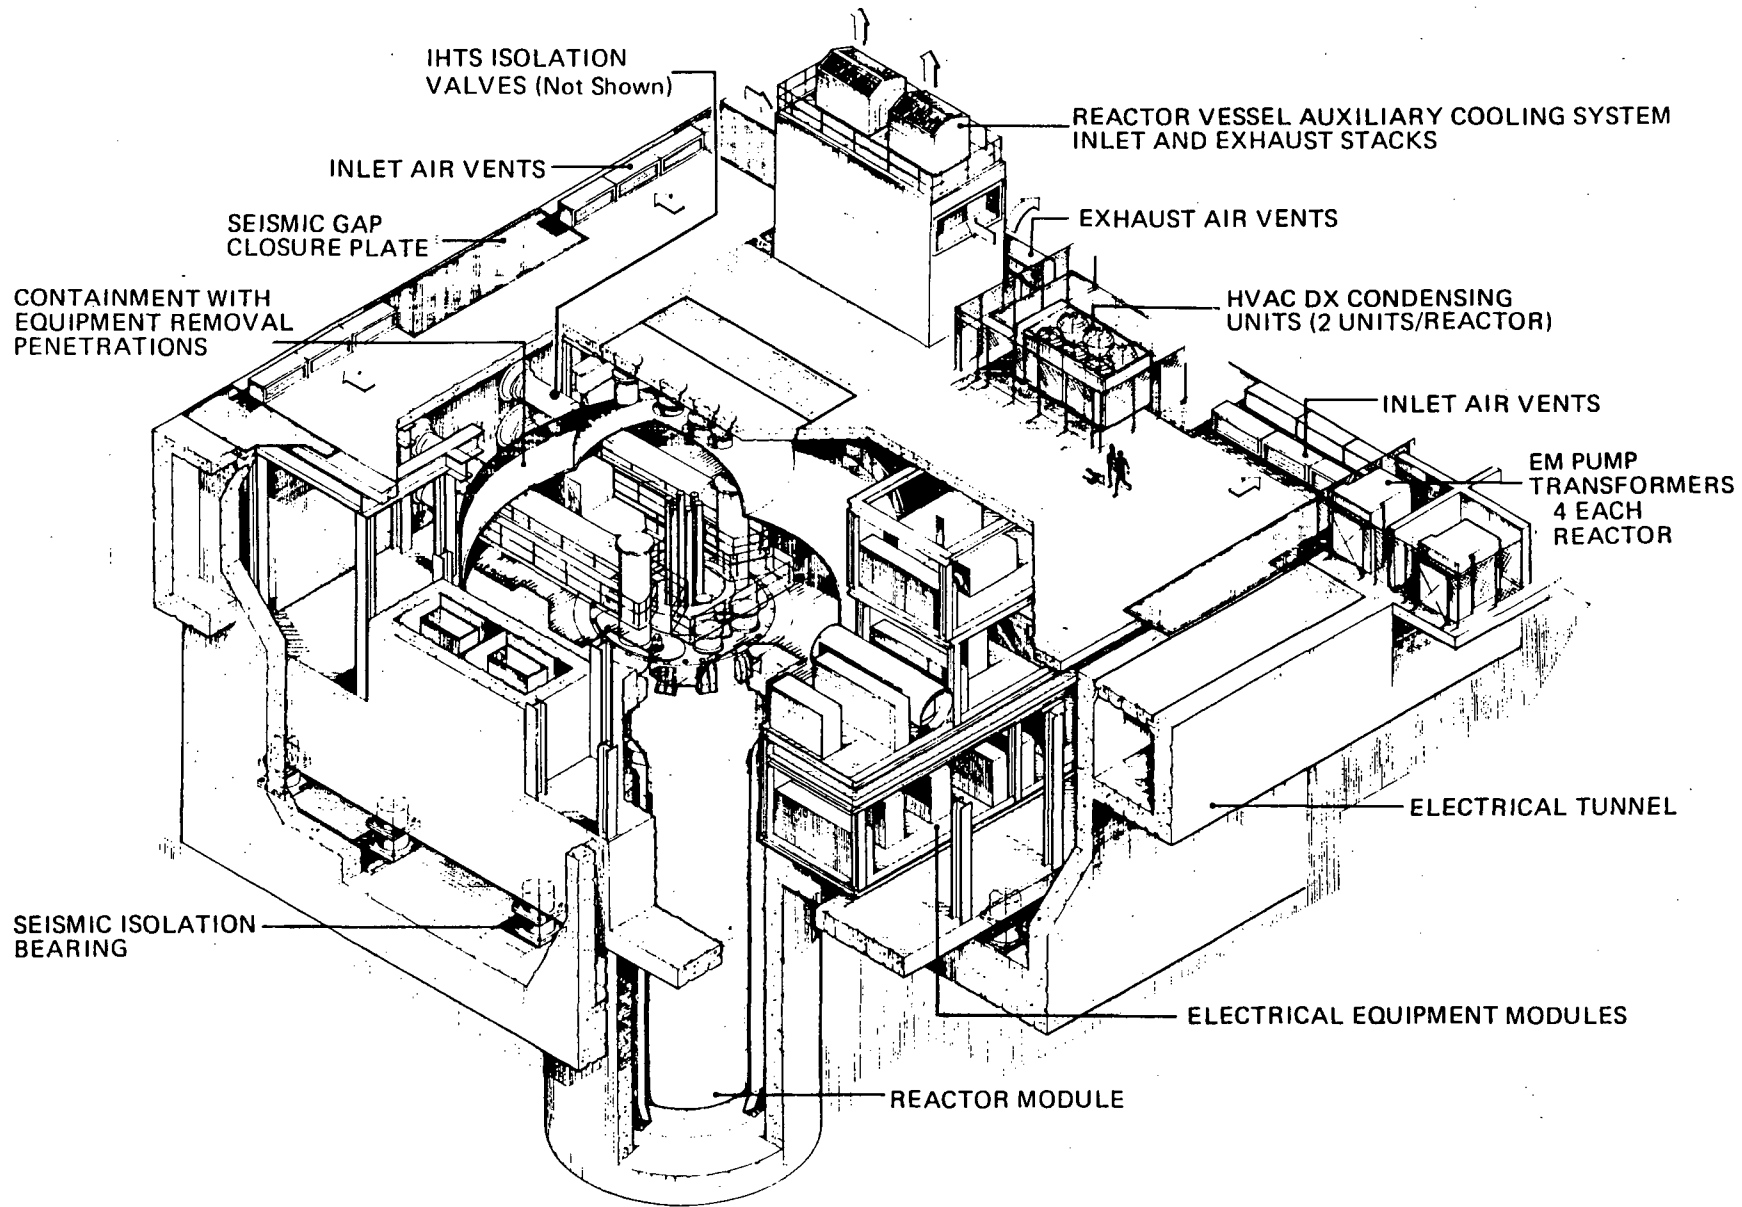 IHTS ISOLATION
VALVES (Not Shown)
REACTOR VESSEL AUXILIARY COOLING SYSTEM
INLET AND EXHAUST STACKS
INLET AIR VENTS
SEISMIC GAP
CLOSURE PLATE
EXHAUST AIR VENTS
CONTAINMENT WITH
EQUIPMENT REMOVAL
PENETRATIONS
HVAC DX CONDENSING
UNITS (2 UNITS/REACTOR)
INLET AIR VENTS
EM PUMP
TRANSFORMERS
4 EACH
REACTOR
ELECTRICAL TUNNEL
SEISMIC ISOLATION
BEARING
ELECTRICAL EQUIPMENT MODULES
REACTOR MODULE